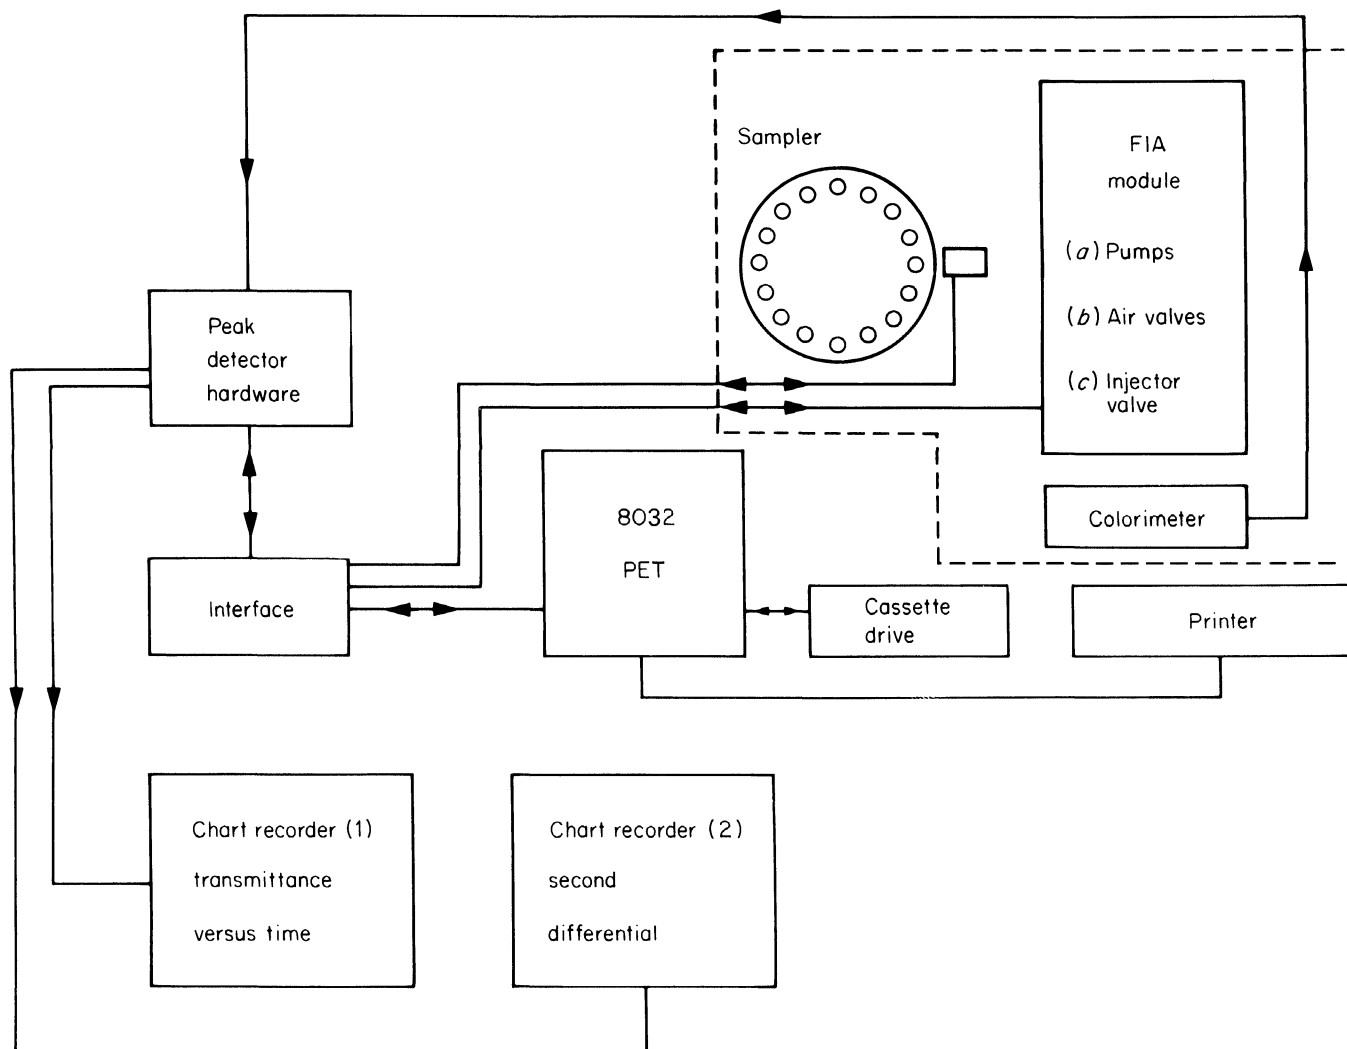 Sampler
FIA
module
(a) Pumps
(b) Air valves
(c) Injector
valve
Peak
detector
hardware
8032
PET
Colorimeter
Interface
Cassette
drive
Printer
Chart recorder (1)
transmittance
versus time
Chart recorder (2)
second
differential